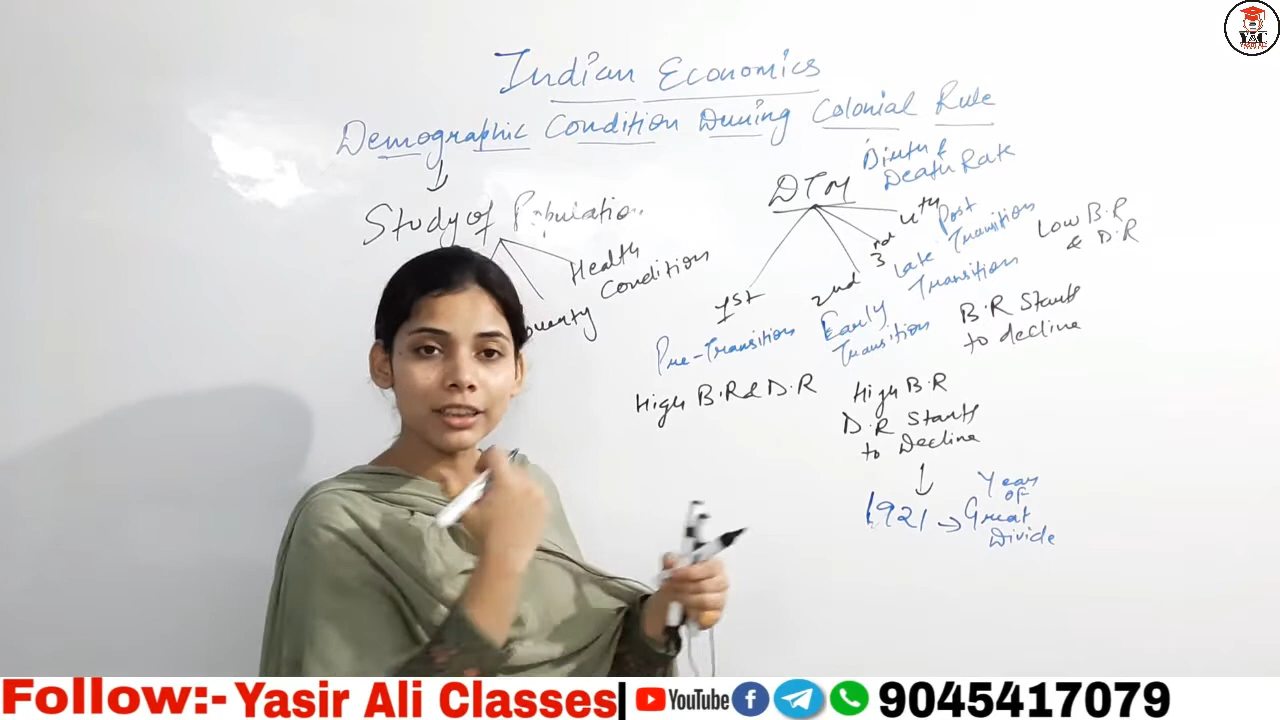 Indian Economics
Demographic Condition During Colonial Rule
Study of Population
Health
Condition
DTM
Birth &
Death Rate
1st
Pre-Transition
High B.R & D.R
2nd
Early
Transition
High B.R
D.R Starts
to Decline
1921 → Year
of
Great
Divide
3rd
Late
Transition
B.R Starts
to decline
4th
Post
Transition
Low B.R
& D.R
Follow:- Yasir Ali Classes| YouTube 9045417079